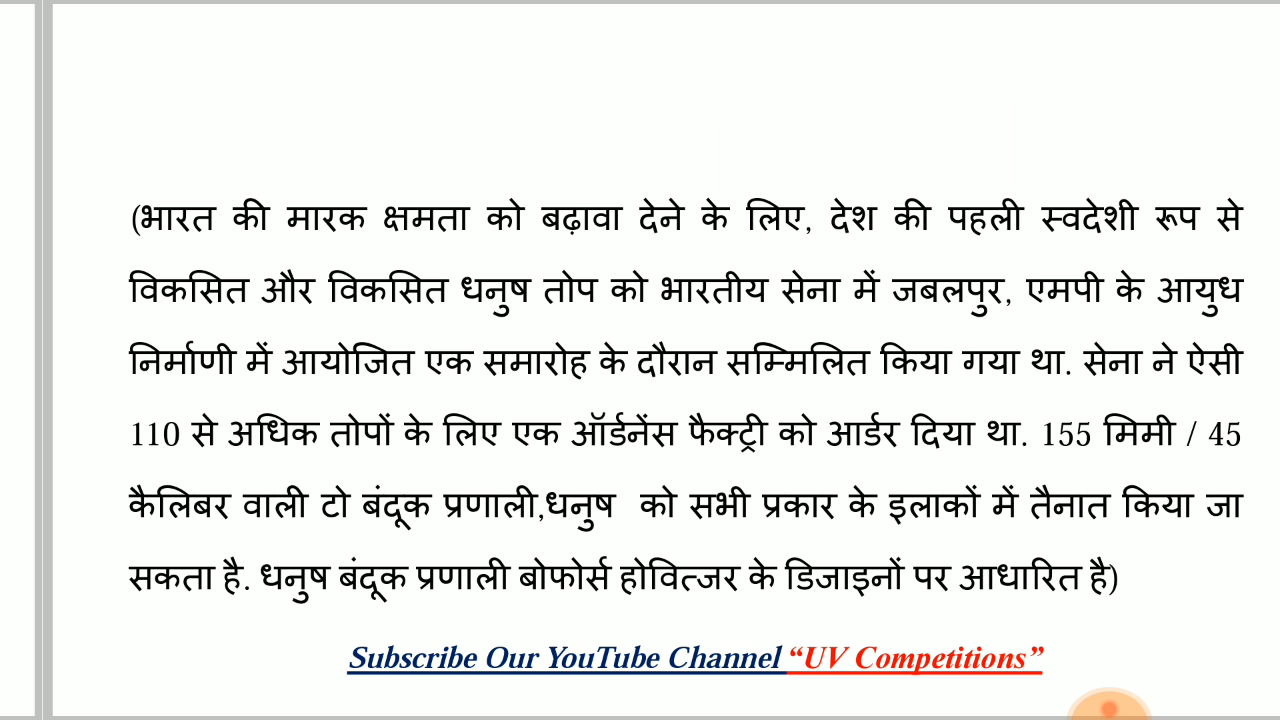 (भारत की मारक क्षमता को बढ़ावा देने के लिए, देश की पहली स्वदेशी रूप से
विकसित और विकसित धनुष तोप को भारतीय सेना में जबलपुर, एमपी के आयुध
निर्माणी में आयोजित एक समारोह के दौरान सम्मिलित किया गया था. सेना ने ऐसी
110 से अधिक तोपों के लिए एक ऑर्डनेंस फैक्ट्री को आर्डर दिया था. 155 मिमी / 45
कैलिबर वाली टो बंदूक प्रणाली,धनुष को सभी प्रकार के इलाकों में तैनात किया जा
सकता है. धनुष बंदूक प्रणाली बोफोर्स होवित्जर के डिजाइनों पर आधारित है)
Subscribe Our YouTube Channel “UV Competitions”